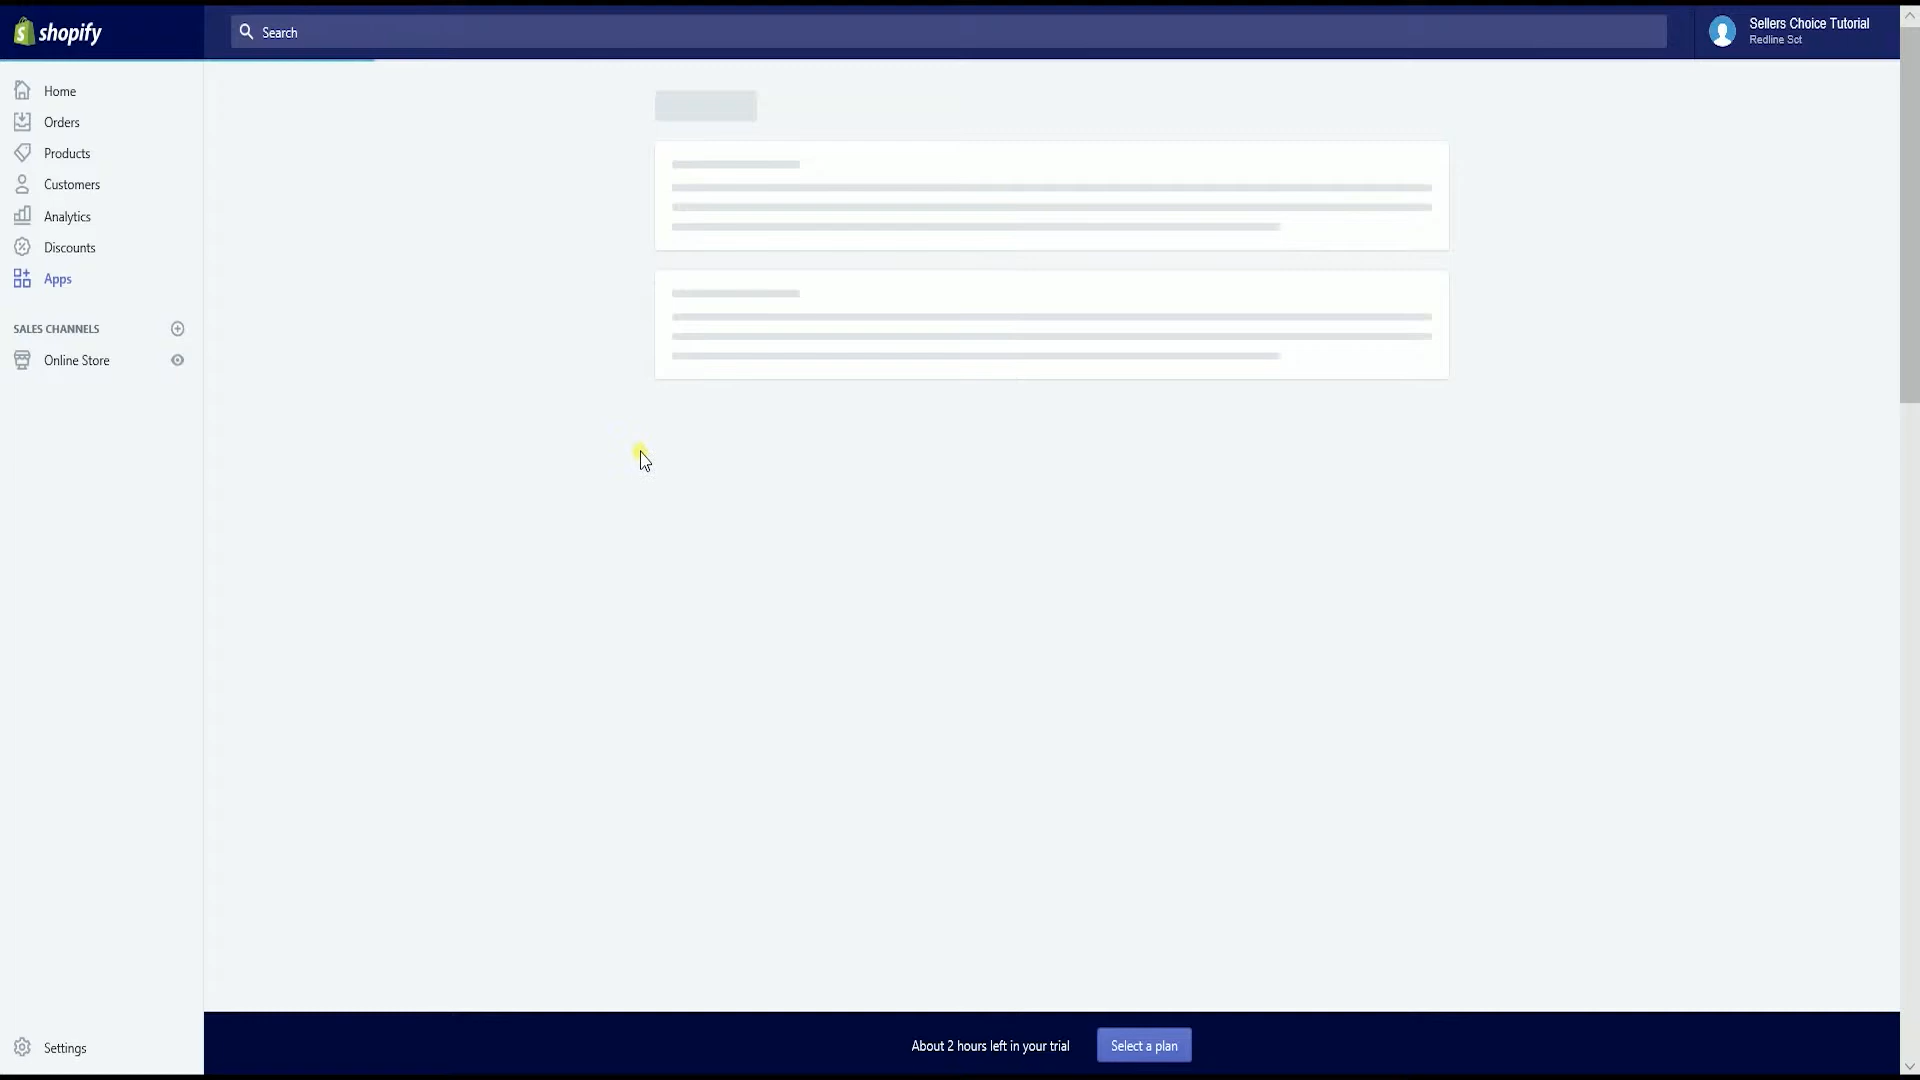 shopify
Search
Sellers Choice Tutorial
Redline Sct
Home
Orders
Products
Customers
Analytics
Discounts
Apps
SALES CHANNELS
Online Store
Settings
About 2 hours left in your trial
Select a plan